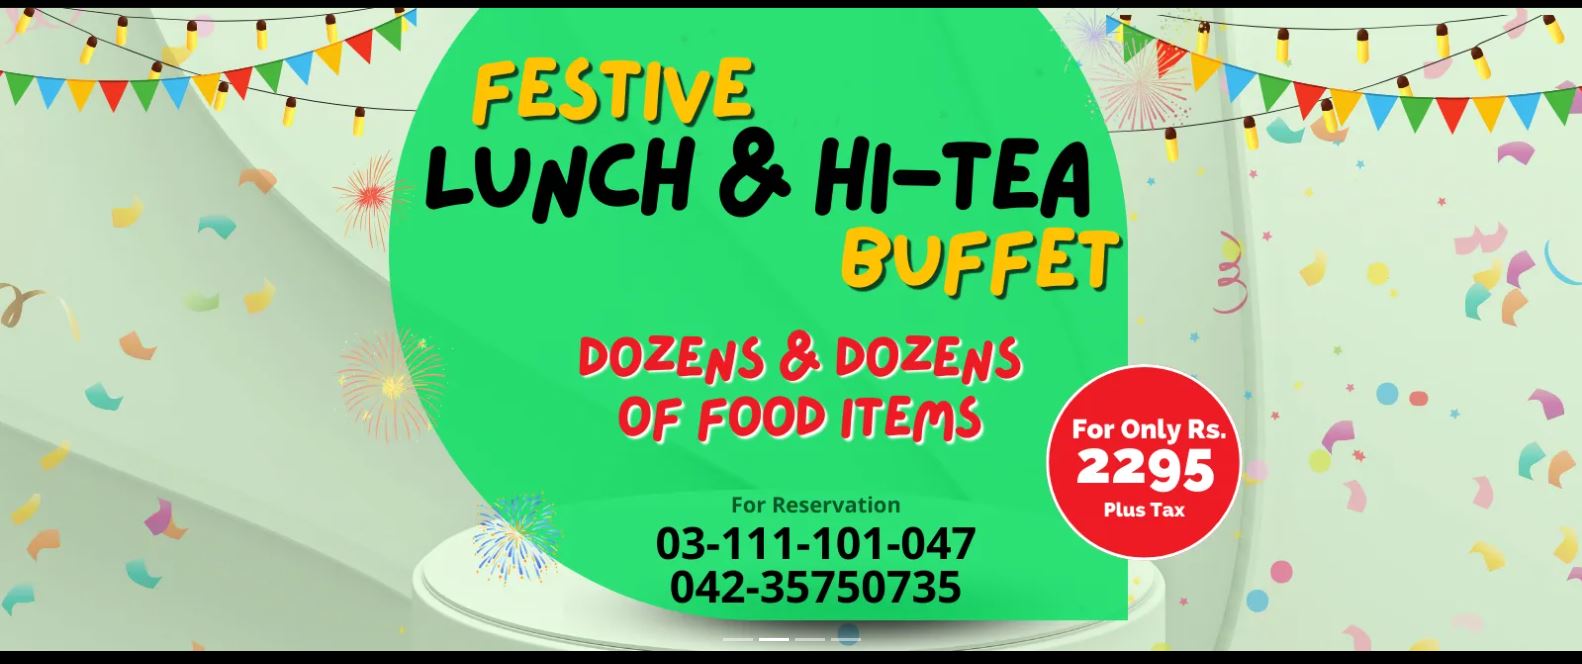 FESTIVE
LUNCH & HI-TEA
BUFFET
DOZENS & DOZENS
OF FOOD ITEMS
For Only Rs.
2295
Plus Tax
For Reservation
03-111-101-047
042-35750735